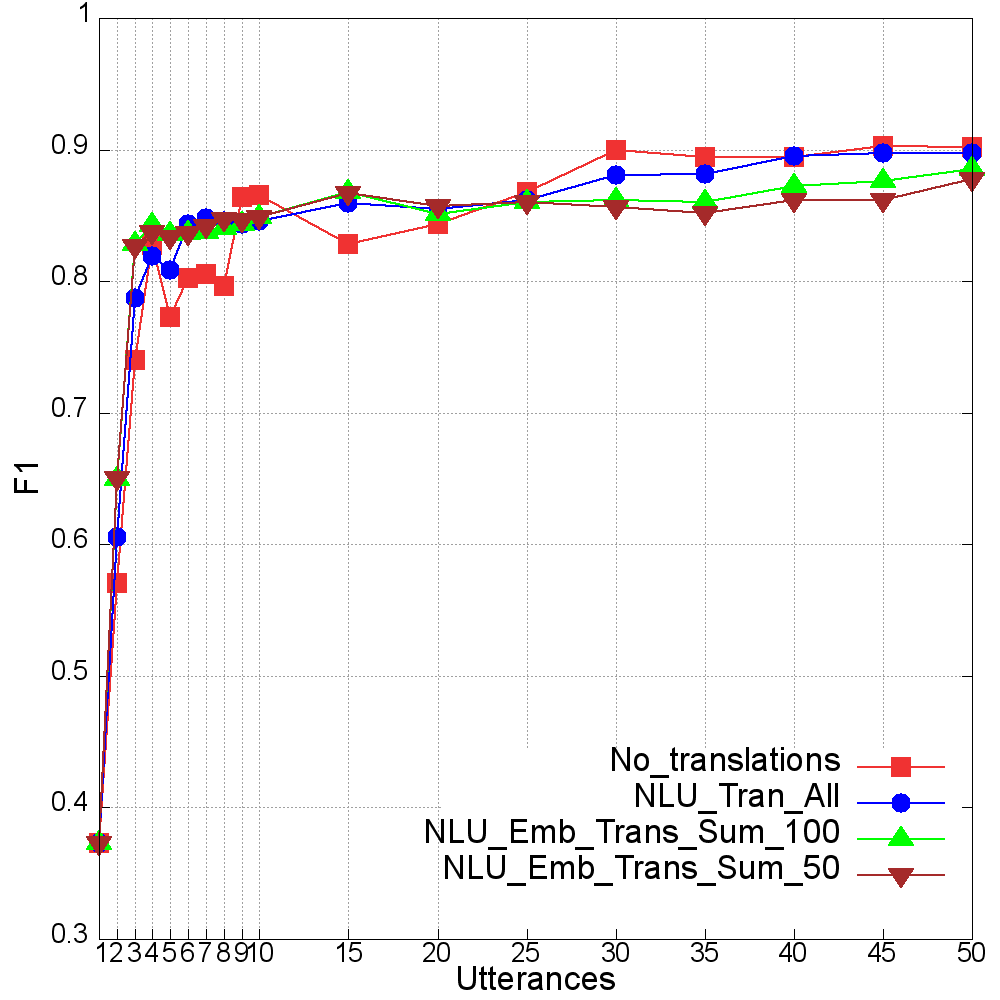 1
0.9
0.8
0.7
F1
0.6
0.5
0.4
0.3
No_translations
NLU_Tran_All
NLU_Emb_Trans_Sum_100
NLU_Emb_Trans_Sum_50
1 2 3 4 5 6 7 8 9 10 15 20 25 30 35 40 45 50
Utterances